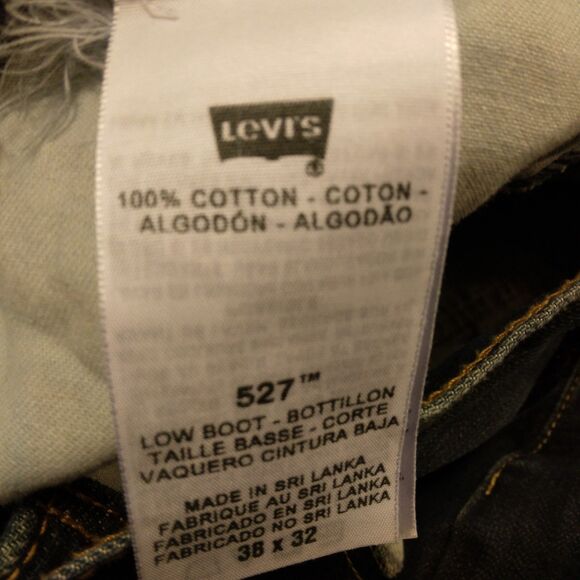 LEVI'S
®
100% COTTON - COTON -
ALGODÓN - ALGODÃO
527™
LOW BOOT - BOTTILLON
TAILLE BASSE - CORTE
VAQUERO CINTURA BAJA
MADE IN SRI LANKA
FABRIQUE AU SRI LANKA
FABRICADO EN SRI LANKA
FABRICADO NO SRI LANKA
38 x 32